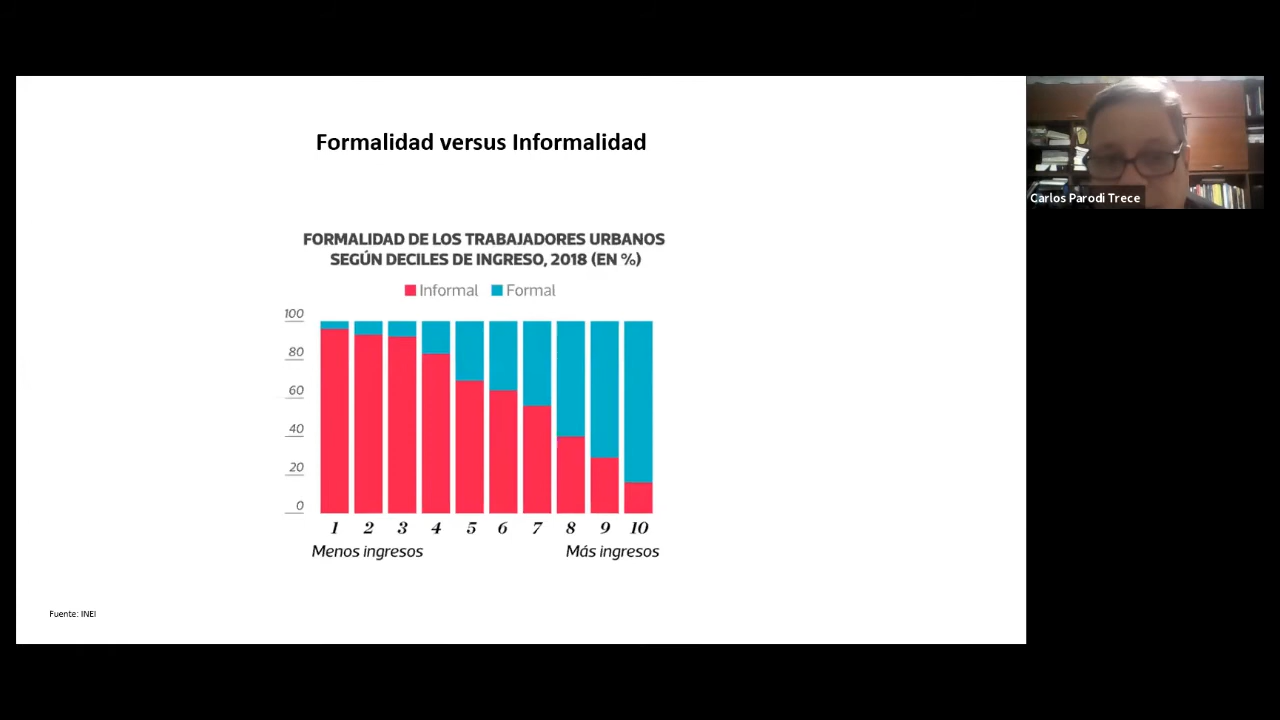 Formalidad versus Informalidad
Carlos Parodi Trece
FORMALIDAD DE LOS TRABAJADORES URBANOS
SEGÚN DECILES DE INGRESO, 2018 (EN %)
Informal Formal
100
80
60
40
20
0
1 2 3 4 5 6 7 8 9 10
Menos ingresos Más ingresos
Fuente: INEI